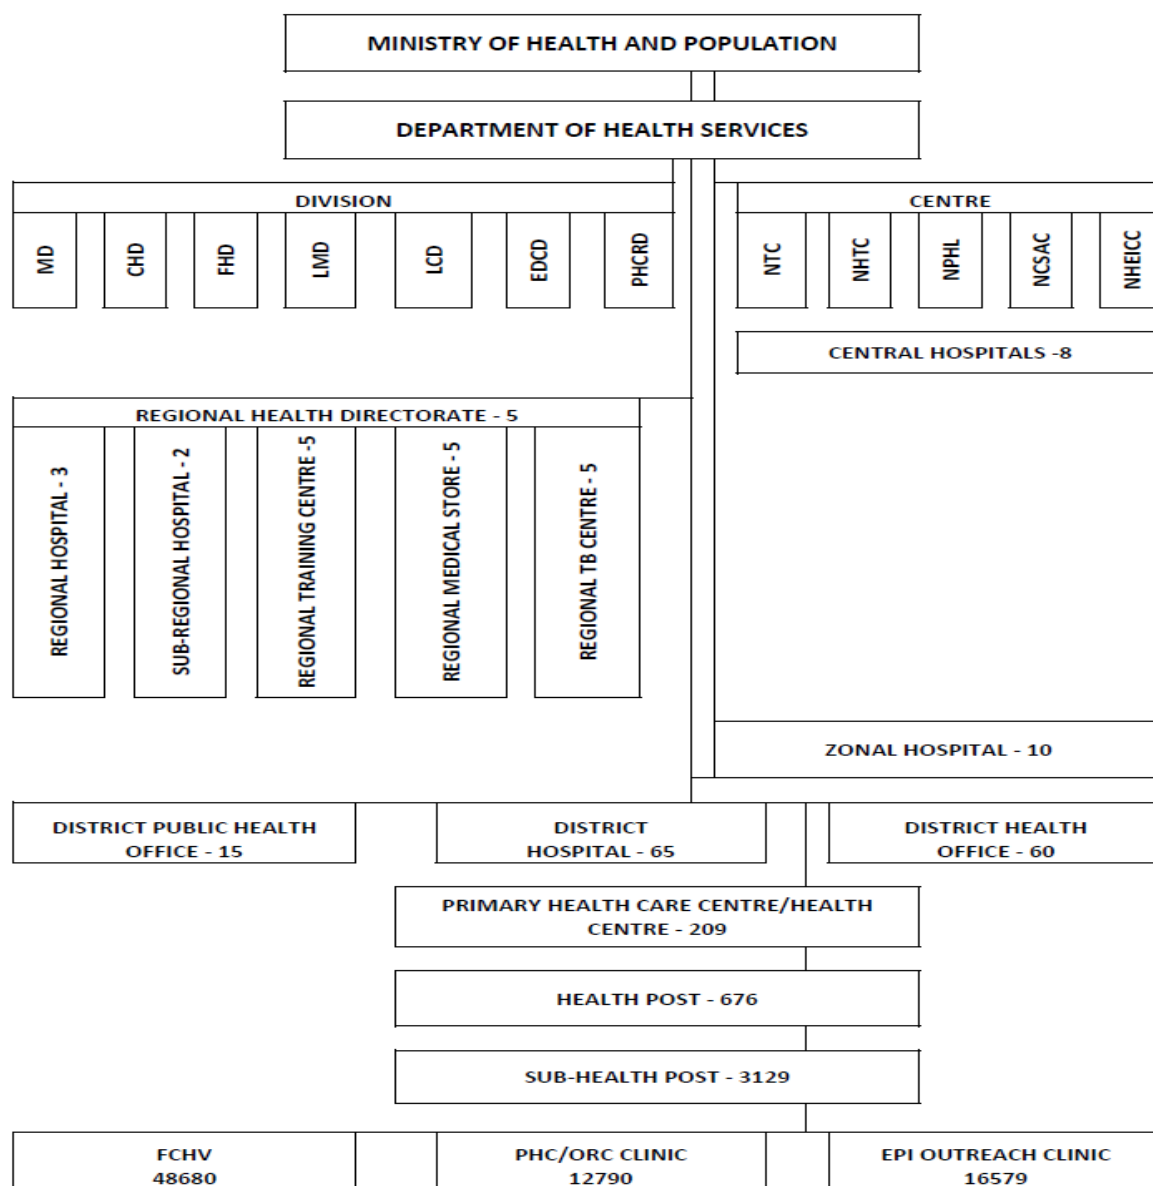 MINISTRY OF HEALTH AND POPULATION
DEPARTMENT OF HEALTH SERVICES
DIVISION
MD
CHD
FHD
LMD
LCD
EDCD
PHCRD
CENTRE
NTC
NHTC
NPHL
NCSAC
NHEICC
CENTRAL HOSPITALS -8
REGIONAL HEALTH DIRECTORATE - 5
REGIONAL HOSPITAL - 3
SUB-REGIONAL HOSPITAL - 2
REGIONAL TRAINING CENTRE -5
REGIONAL MEDICAL STORE - 5
REGIONAL TB CENTRE - 5
ZONAL HOSPITAL - 10
DISTRICT PUBLIC HEALTH
OFFICE - 15
DISTRICT
HOSPITAL - 65
DISTRICT HEALTH
OFFICE - 60
PRIMARY HEALTH CARE CENTRE/HEALTH
CENTRE - 209
HEALTH POST - 676
SUB-HEALTH POST - 3129
FCHV
48680
PHC/ORC CLINIC
12790
EPI OUTREACH CLINIC
16579